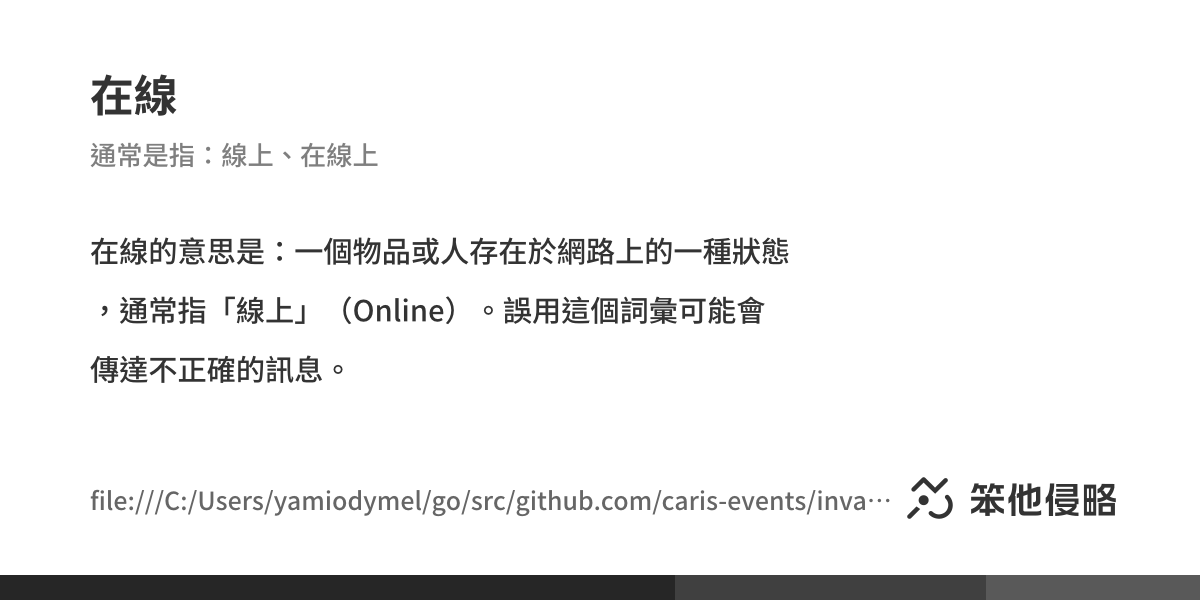 在線
通常是指：線上、在線上
在線的意思是：一個物品或人存在於網路上的一種狀態
，通常指「線上」（Online）。誤用這個詞彙可能會
傳達不正確的訊息。
file:///C:/Users/yamiodymel/go/src/github.com/caris-events/inva…
笨他侵略